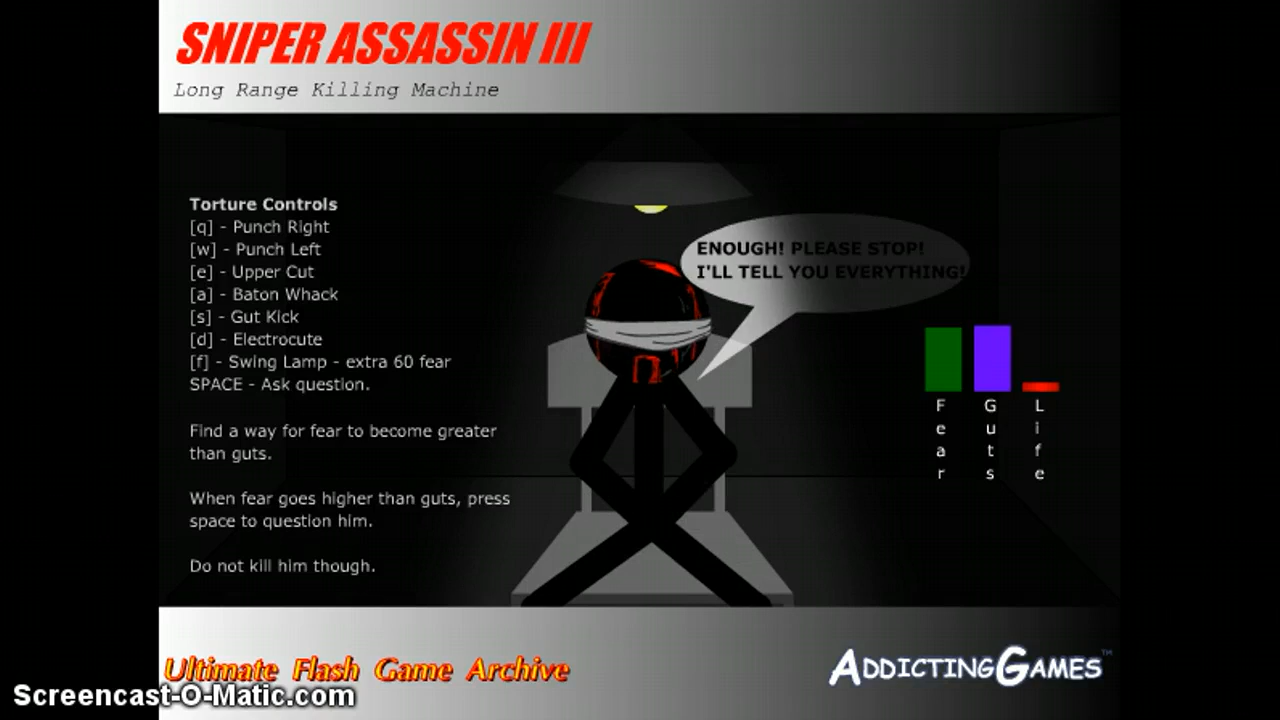 SNIPER ASSASSIN III
Long Range Killing Machine
Torture Controls
[q] - Punch Right
[w] - Punch Left
[e] - Upper Cut
[a] - Baton Whack
[s] - Gut Kick
[d] - Electrocute
[f] - Swing Lamp - extra 60 fear
SPACE - Ask question.
Find a way for fear to become greater
than guts.
When fear goes higher than guts, press
space to question him.
Do not kill him though.
ENOUGH! PLEASE STOP!
I'LL TELL YOU EVERYTHING!
Fear
Guts
Life
Ultimate Flash Game Archive
ADDICTINGGAMES™
Screencast-O-Matic.com